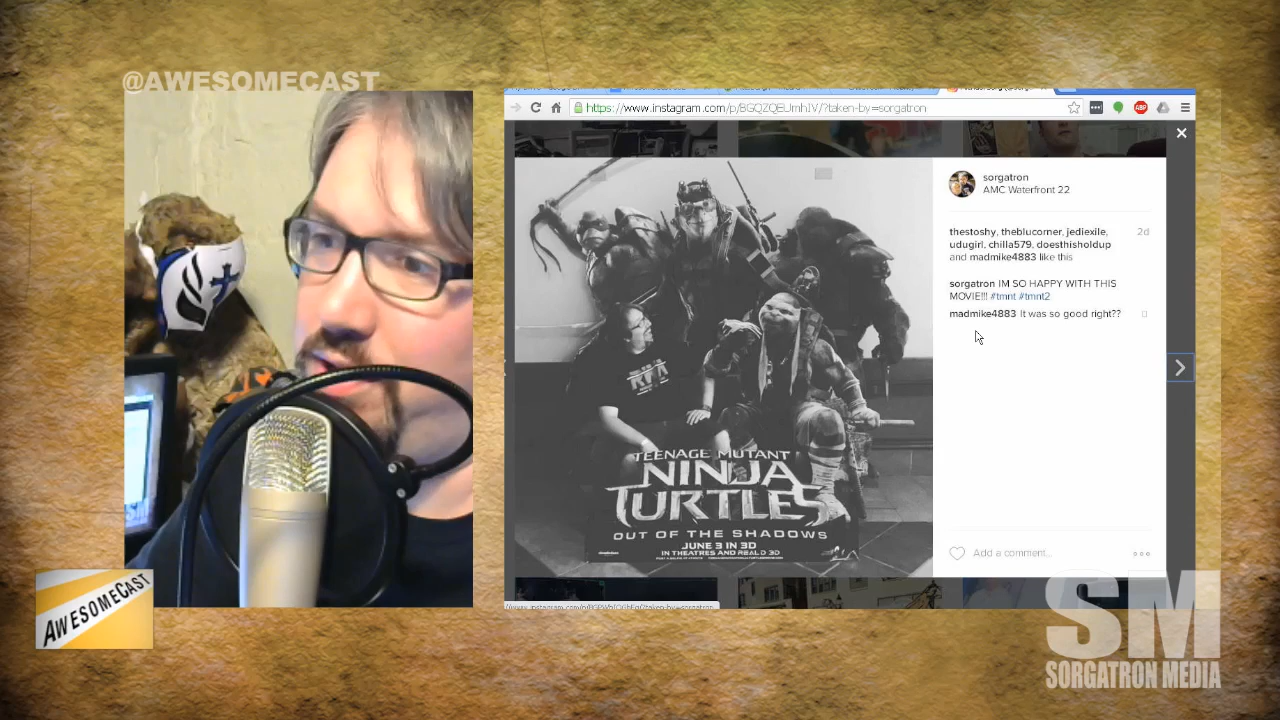 @AWESOMECAST
https://www.instagram.com/p/BGQZQEUmhJV/?taken-by=sorgatron
ABP
sorgatron
AMC Waterfront 22
thestoshy, theblucorner, jediexile,
udugirl, chilla579, doesthisholdup
and madmike4883 like this
2d
sorgatron IM SO HAPPY WITH THIS
MOVIE!!! #tmnt #tmnt2
madmike4883 It was so good right??
TEENAGE MUTANT
NINJA
TURTLES
OUT OF THE SHADOWS
JUNE 3 IN 3D
IN THEATRES AND REAL D 3D
Add a comment...
AWESOMECAST
SM
SORGATRON MEDIA